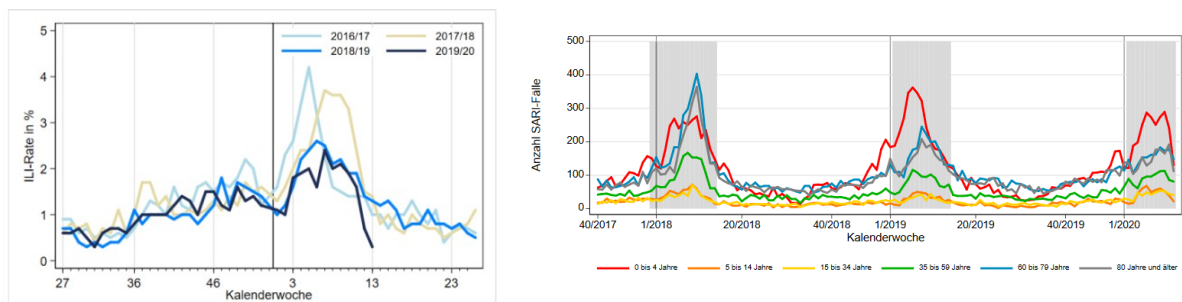 ILI-Rate in %
5
4
3
2
1
0
2016/17 2017/18
2018/19 2019/20
27 36 46 3 13 23
Kalenderwoche
Anzahl SARI-Fälle
500
400
300
200
100
0
40/2017 1/2018 20/2018 40/2018 1/2019 20/2019 40/2019 1/2020
Kalenderwoche
0 bis 4 Jahre 5 bis 14 Jahre 15 bis 34 Jahre 35 bis 59 Jahre 60 bis 79 Jahre 80 Jahre und älter